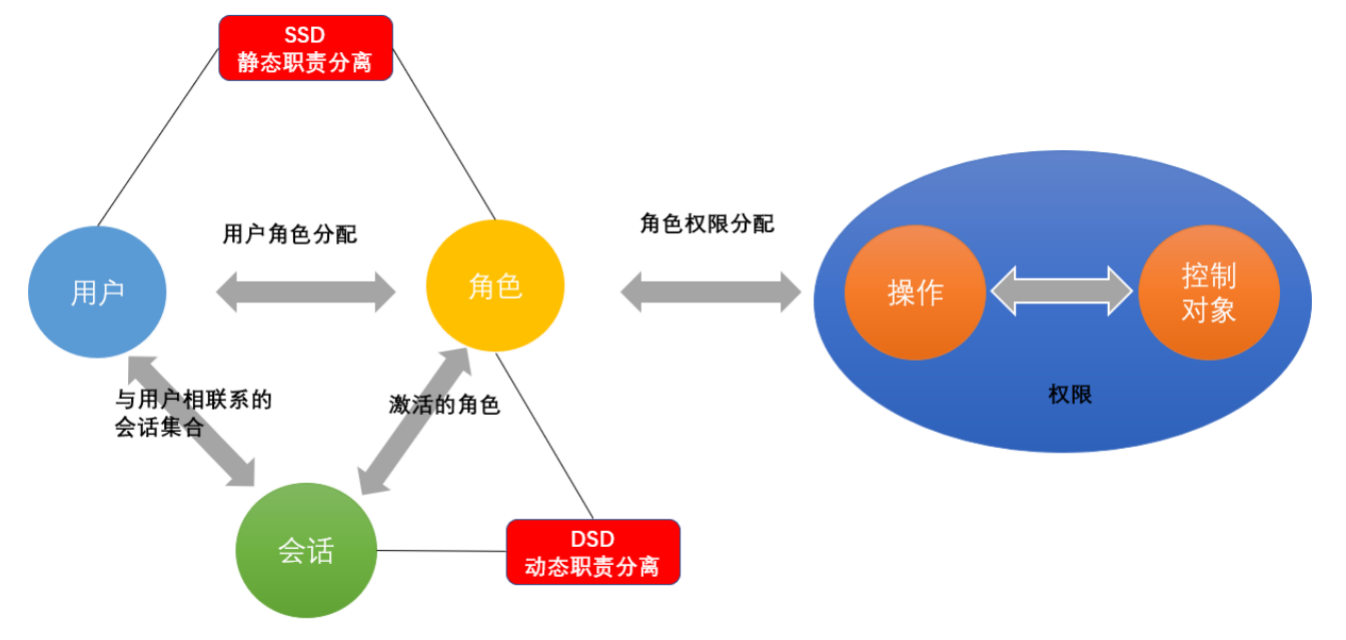 SSD
静态职责分离
用户角色分配
角色权限分配
用户
角色
操作
控制
对象
与用户相联系的
会话集合
激活的角色
权限
会话
DSD
动态职责分离